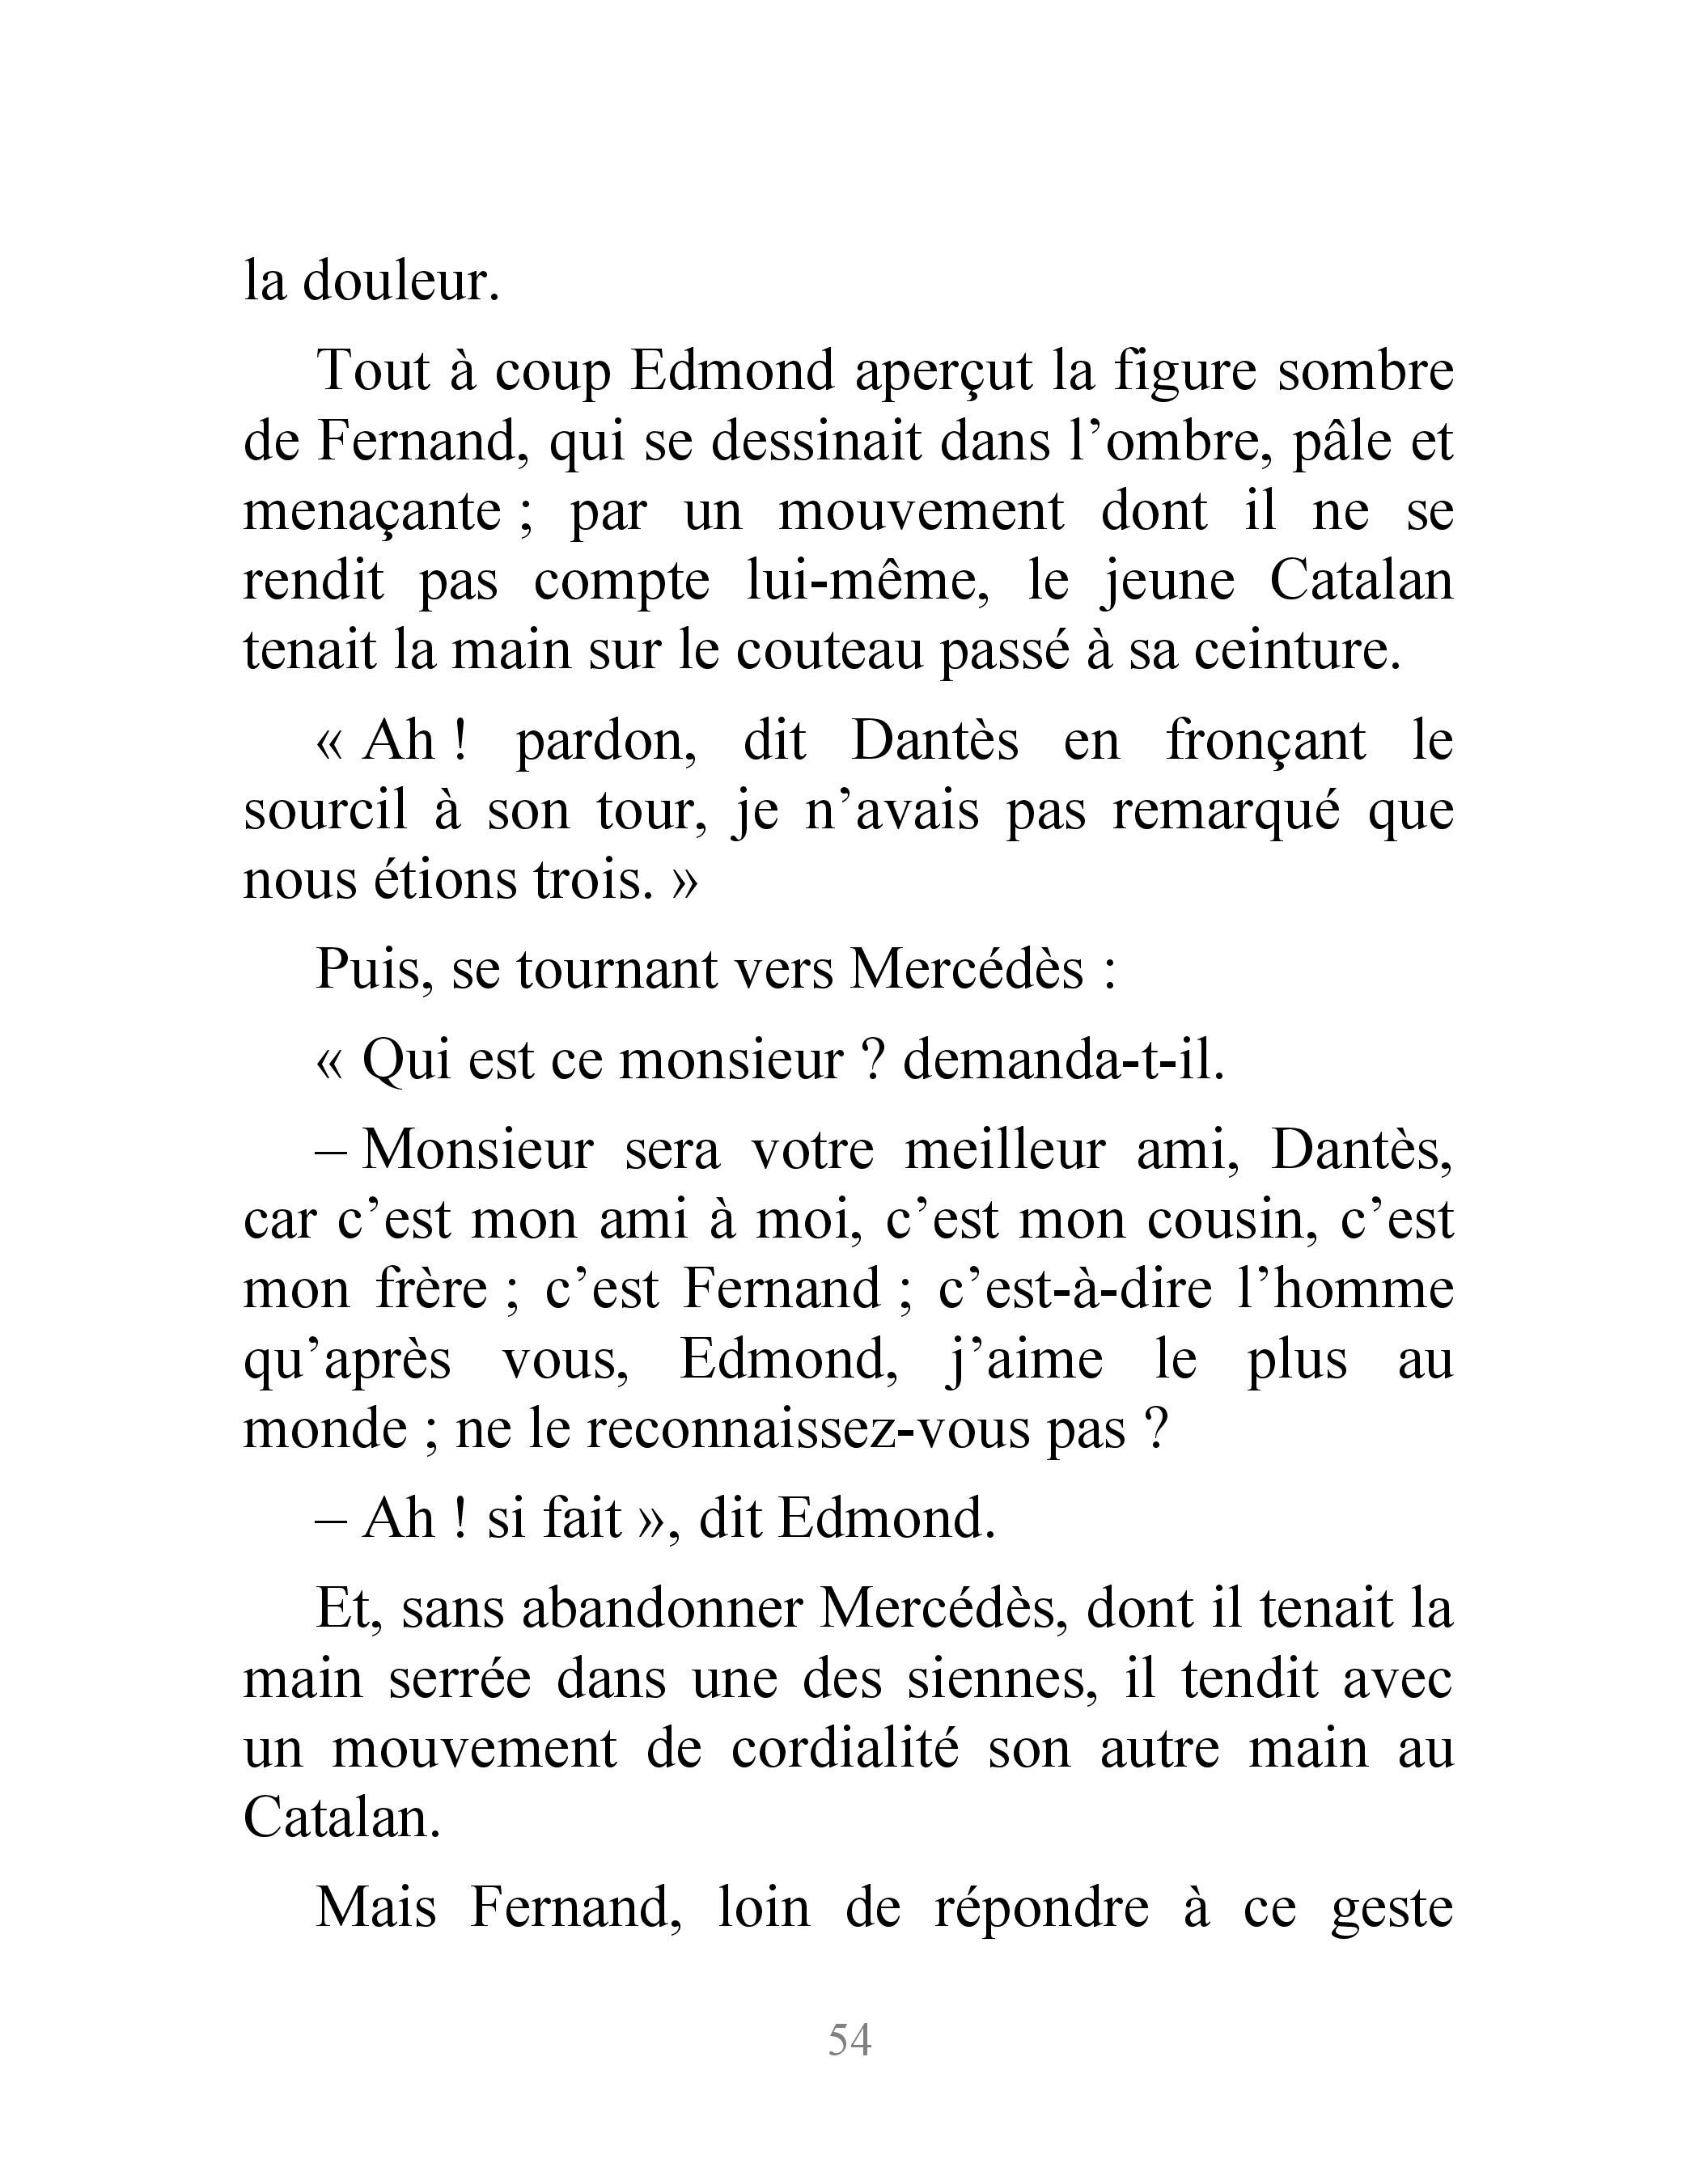 la douleur.
Tout à coup Edmond aperçut la figure sombre
de Fernand, qui se dessinait dans l’ombre, pâle et
menaçante ; par un mouvement dont il ne se
rendit pas compte lui-même, le jeune Catalan
tenait la main sur le couteau passé à sa ceinture.
« Ah ! pardon, dit Dantès en fronçant le
sourcil à son tour, je n’avais pas remarqué que
nous étions trois. »
Puis, se tournant vers Mercédès :
« Qui est ce monsieur ? demanda-t-il.
– Monsieur sera votre meilleur ami, Dantès,
car c’est mon ami à moi, c’est mon cousin, c’est
mon frère ; c’est Fernand ; c’est-à-dire l’homme
qu’après vous, Edmond, j’aime le plus au
monde ; ne le reconnaissez-vous pas ?
– Ah ! si fait », dit Edmond.
Et, sans abandonner Mercédès, dont il tenait la
main serrée dans une des siennes, il tendit avec
un mouvement de cordialité son autre main au
Catalan.
Mais Fernand, loin de répondre à ce geste
54